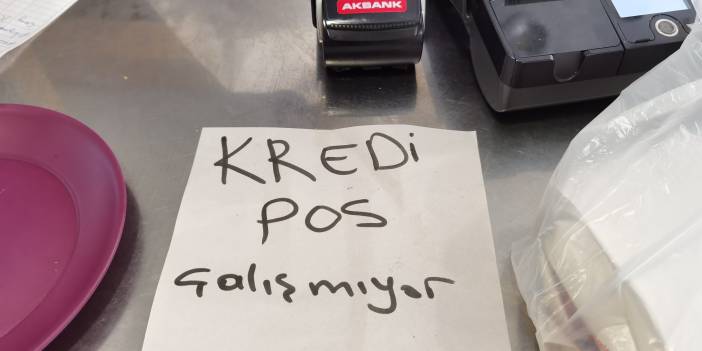 AKBANK
KREDİ
POS
Çalışmıyor